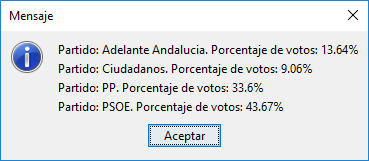 Mensaje
Partido: Adelante Andalucia. Porcentaje de votos: 13.64%
Partido: Ciudadanos. Porcentaje de votos: 9.06%
Partido: PP. Porcentaje de votos: 33.6%
Partido: PSOE. Porcentaje de votos: 43.67%
Aceptar